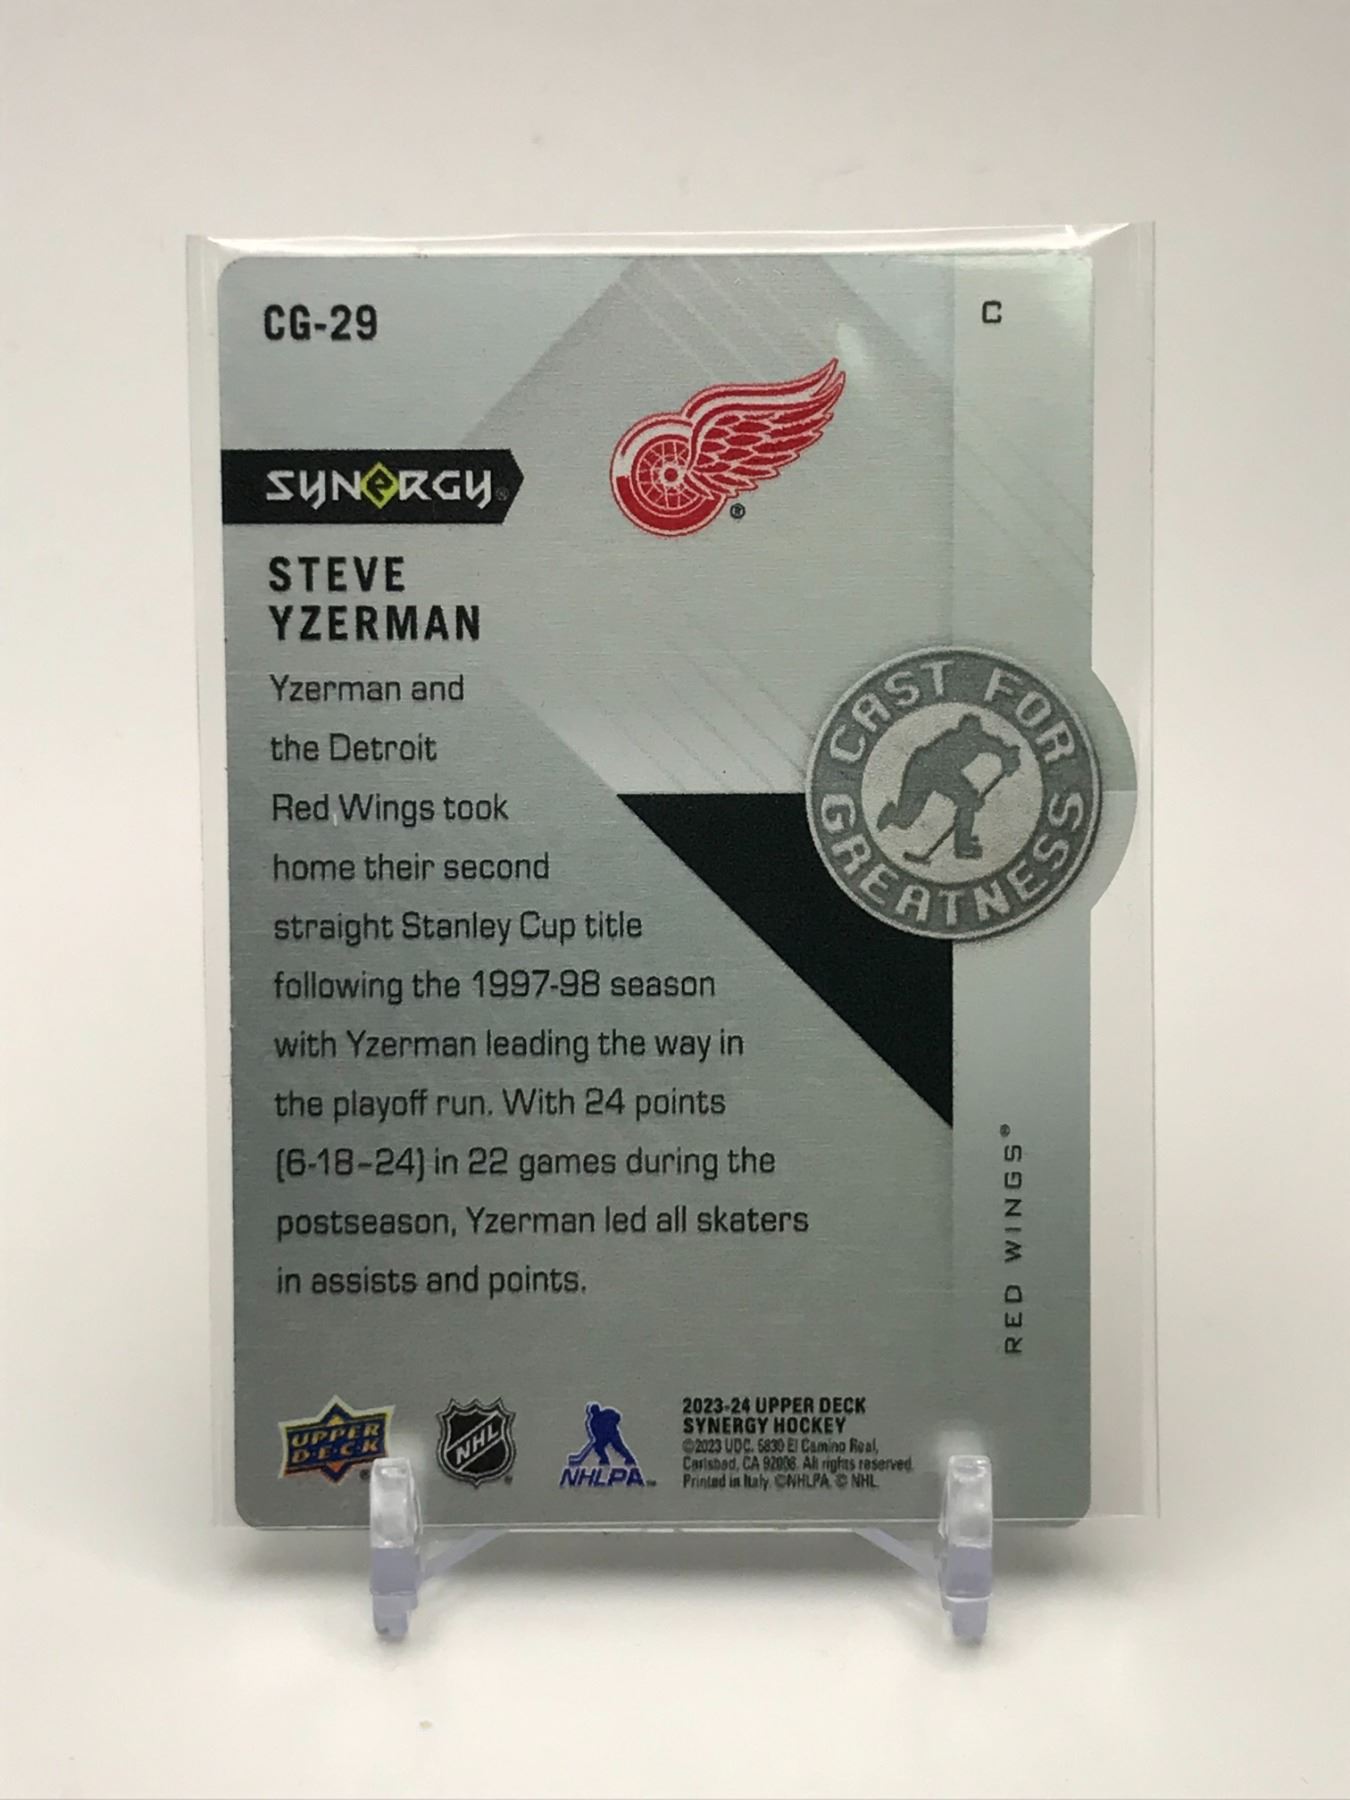 CG-29
C
SYNERGY®
®
STEVE
YZERMAN
Yzerman and
the Detroit
Red Wings took
home their second
straight Stanley Cup title
following the 1997-98 season
with Yzerman leading the way in
the playoff run. With 24 points
(6-18-24) in 22 games during the
postseason, Yzerman led all skaters
in assists and points.
CAST FOR
GREATNESS
RED WINGS®
UPPER
D·E·C·K
NHL
NHLPA™
2023-24 UPPER DECK
SYNERGY HOCKEY
©2023 UDC. 5830 El Camino Real,
Carlsbad, CA 92008. All rights reserved.
Printed in Italy. ©NHLPA. © NHL.